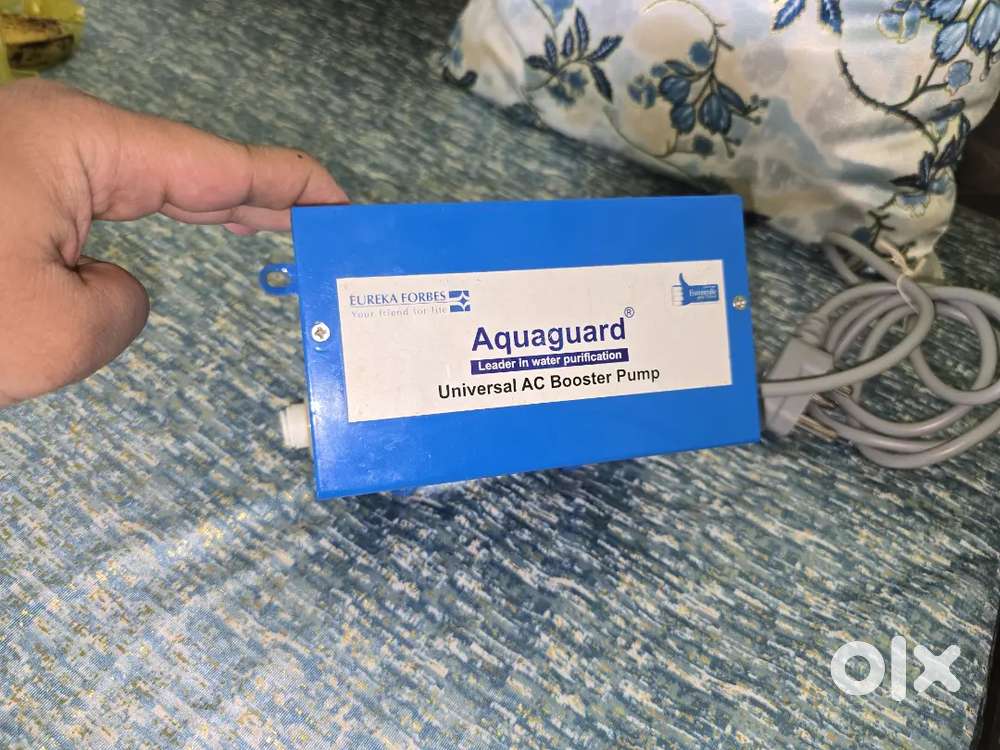 EUREKA FORBES
Your friend for life
Aquaguard®
Leader in water purification
Universal AC Booster Pump
olx